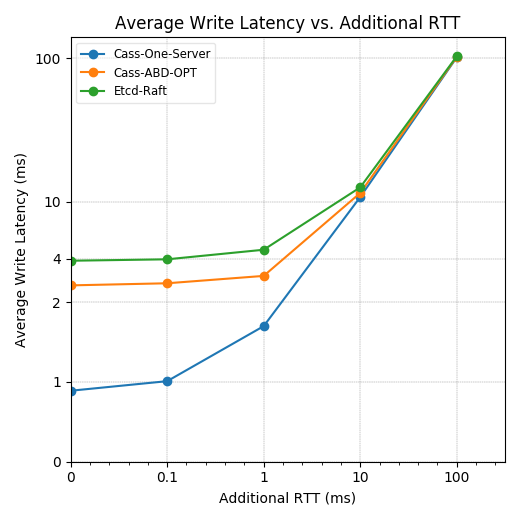 Average Write Latency vs. Additional RTT
Cass-One-Server
Cass-ABD-OPT
Etcd-Raft
Average Write Latency (ms)
100
10
4
2
1
0
0 0.1 1 10 100
Additional RTT (ms)